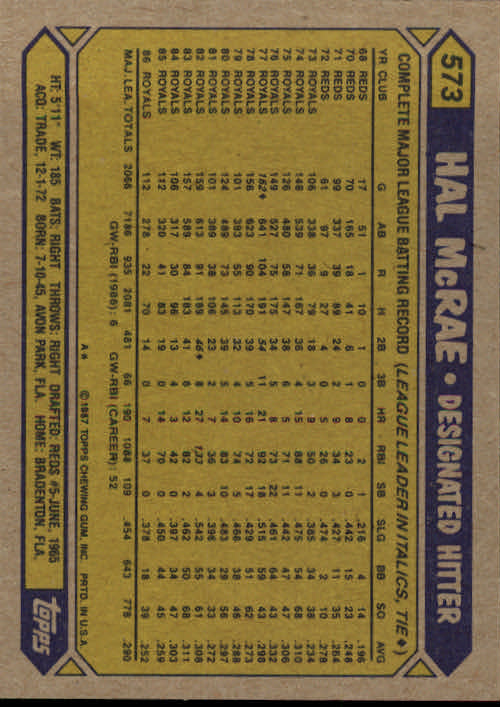 573 HAL McRAE • DESIGNATED HITTER
COMPLETE MAJOR LEAGUE BATTING RECORD (LEAGUE LEADER IN ITALICS, TIE ♦)
YR CLUB G AB R H 2B 3B HR RBI SB SLG BB SO AVG
68 REDS 17 51 1 10 1 0 0 2 1 .216 4 14 .196
70 REDS 70 165 18 41 6 1 8 23 0 .442 15 23 .248
71 REDS 99 337 39 89 24 2 9 34 3 .427 11 35 .264
72 REDS 61 97 9 27 4 0 5 26 0 .474 2 10 .278
73 ROYALS 106 338 36 79 18 3 9 50 2 .385 34 38 .234
74 ROYALS 148 539 71 167 36 4 15 88 11 .475 54 68 .310
75 ROYALS 126 480 58 147 38 6 5 71 11 .442 47 47 .306
76 ROYALS 149 527 75 175 34 5 8 73 22 .461 64 43 .332
77 ROYALS 162♦ 641 104 191 54 11 21 92 18 .515 59 43 .298
78 ROYALS 156 623 90 170 39 5 16 72 17 .429 51 62 .273
79 ROYALS 101 393 55 113 32 4 10 74 5 .466 38 46 .288
80 ROYALS 124 489 73 145 39 5 14 83 10 .483 29 56 .297
81 ROYALS 101 389 38 106 23 2 7 36 3 .396 34 33 .272
82 ROYALS 159 613 91 189 46♦ 8 27 133 4 .542 55 61 .308
83 ROYALS 157 589 84 183 41 6 12 82 2 .462 50 68 .311
84 ROYALS 106 317 30 96 13 4 3 42 0 .397 34 47 .303
85 ROYALS 112 320 41 83 19 0 14 70 0 .450 44 45 .259
86 ROYALS 112 278 22 70 14 0 7 37 0 .378 18 39 .252
MAJ. LEA. TOTALS 2066 7186 935 2081 481 66 190 1088 109 .454 643 778 .290
GW-RBI (1986): 6 GW-RBI (CAREER): 52
A* © 1987 TOPPS CHEWING GUM, INC. PRTD. IN U.S.A.
HT: 5'11" WT: 185 BATS: RIGHT THROWS: RIGHT DRAFTED: REDS #6-JUNE, 1965
ACQ: TRADE, 12-1-72 BORN: 7-10-45, AVON PARK, FLA. HOME: BRADENTON, FLA.
topps